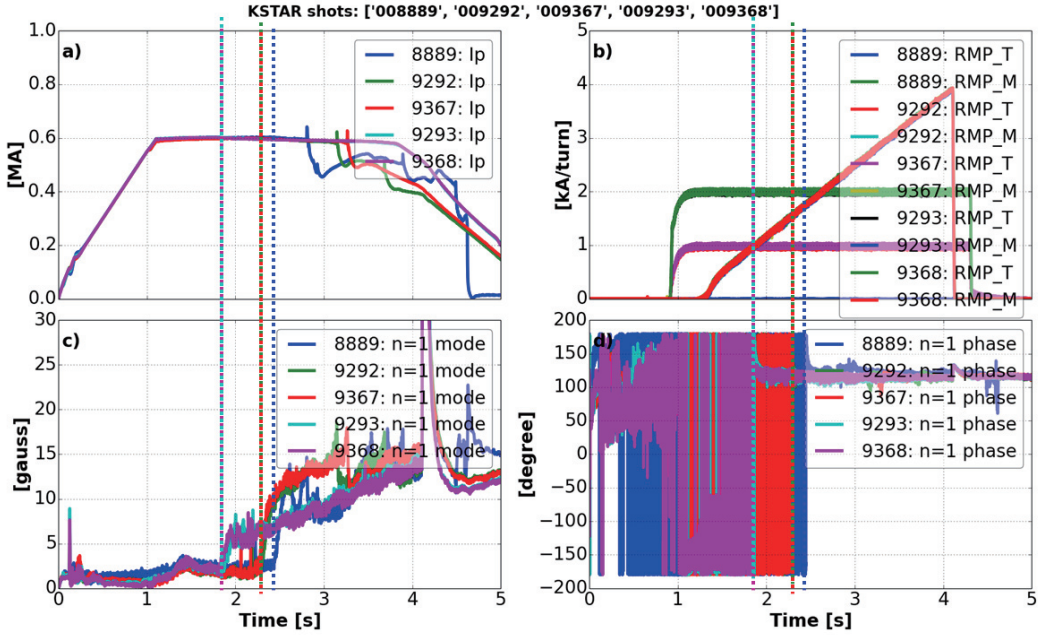 KSTAR shots: ['008889', '009292', '009367', '009293', '009368']
a)
1.0
0.8
0.6
0.4
0.2
0.0
[MA]
8889: Ip
9292: Ip
9367: Ip
9293: Ip
9368: Ip
b)
5
4
3
2
1
0
[kA/turn]
8889: RMP_T
8889: RMP_M
9292: RMP_T
9292: RMP_M
9367: RMP_T
9367: RMP_M
9293: RMP_T
9293: RMP_M
9368: RMP_T
9368: RMP_M
c)
30
25
20
15
10
5
0
[gauss]
8889: n=1 mode
9292: n=1 mode
9367: n=1 mode
9293: n=1 mode
9368: n=1 mode
0 1 2 3 4 5
Time [s]
d)
200
150
100
50
0
−50
−100
−150
−200
[degree]
8889: n=1 phase
9292: n=1 phase
9367: n=1 phase
9293: n=1 phase
9368: n=1 phase
0 1 2 3 4 5
Time [s]